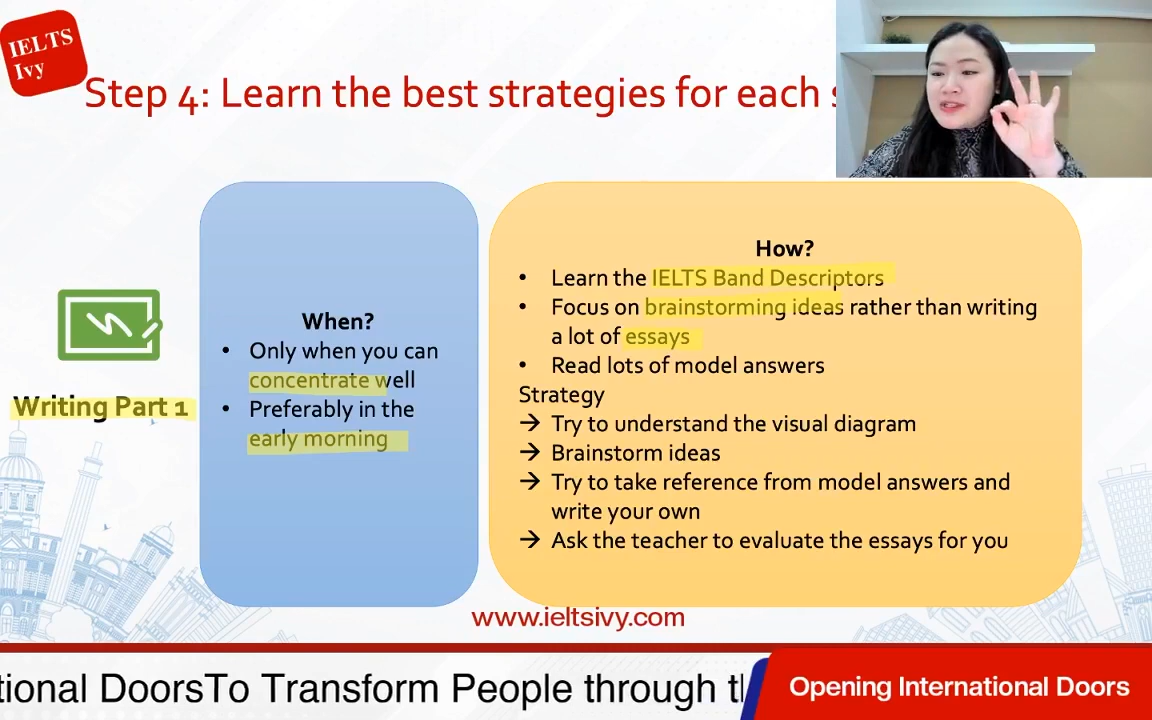 IELTS
Ivy
Step 4: Learn the best strategies for each
When?
• Only when you can
concentrate well
• Preferably in the
early morning
Writing Part 1
How?
• Learn the IELTS Band Descriptors
• Focus on brainstorming ideas rather than writing
a lot of essays
• Read lots of model answers
Strategy
→ Try to understand the visual diagram
→ Brainstorm ideas
→ Try to take reference from model answers and
write your own
→ Ask the teacher to evaluate the essays for you
www.ieltsivy.com
tional DoorsTo Transform People through
Opening International Doors